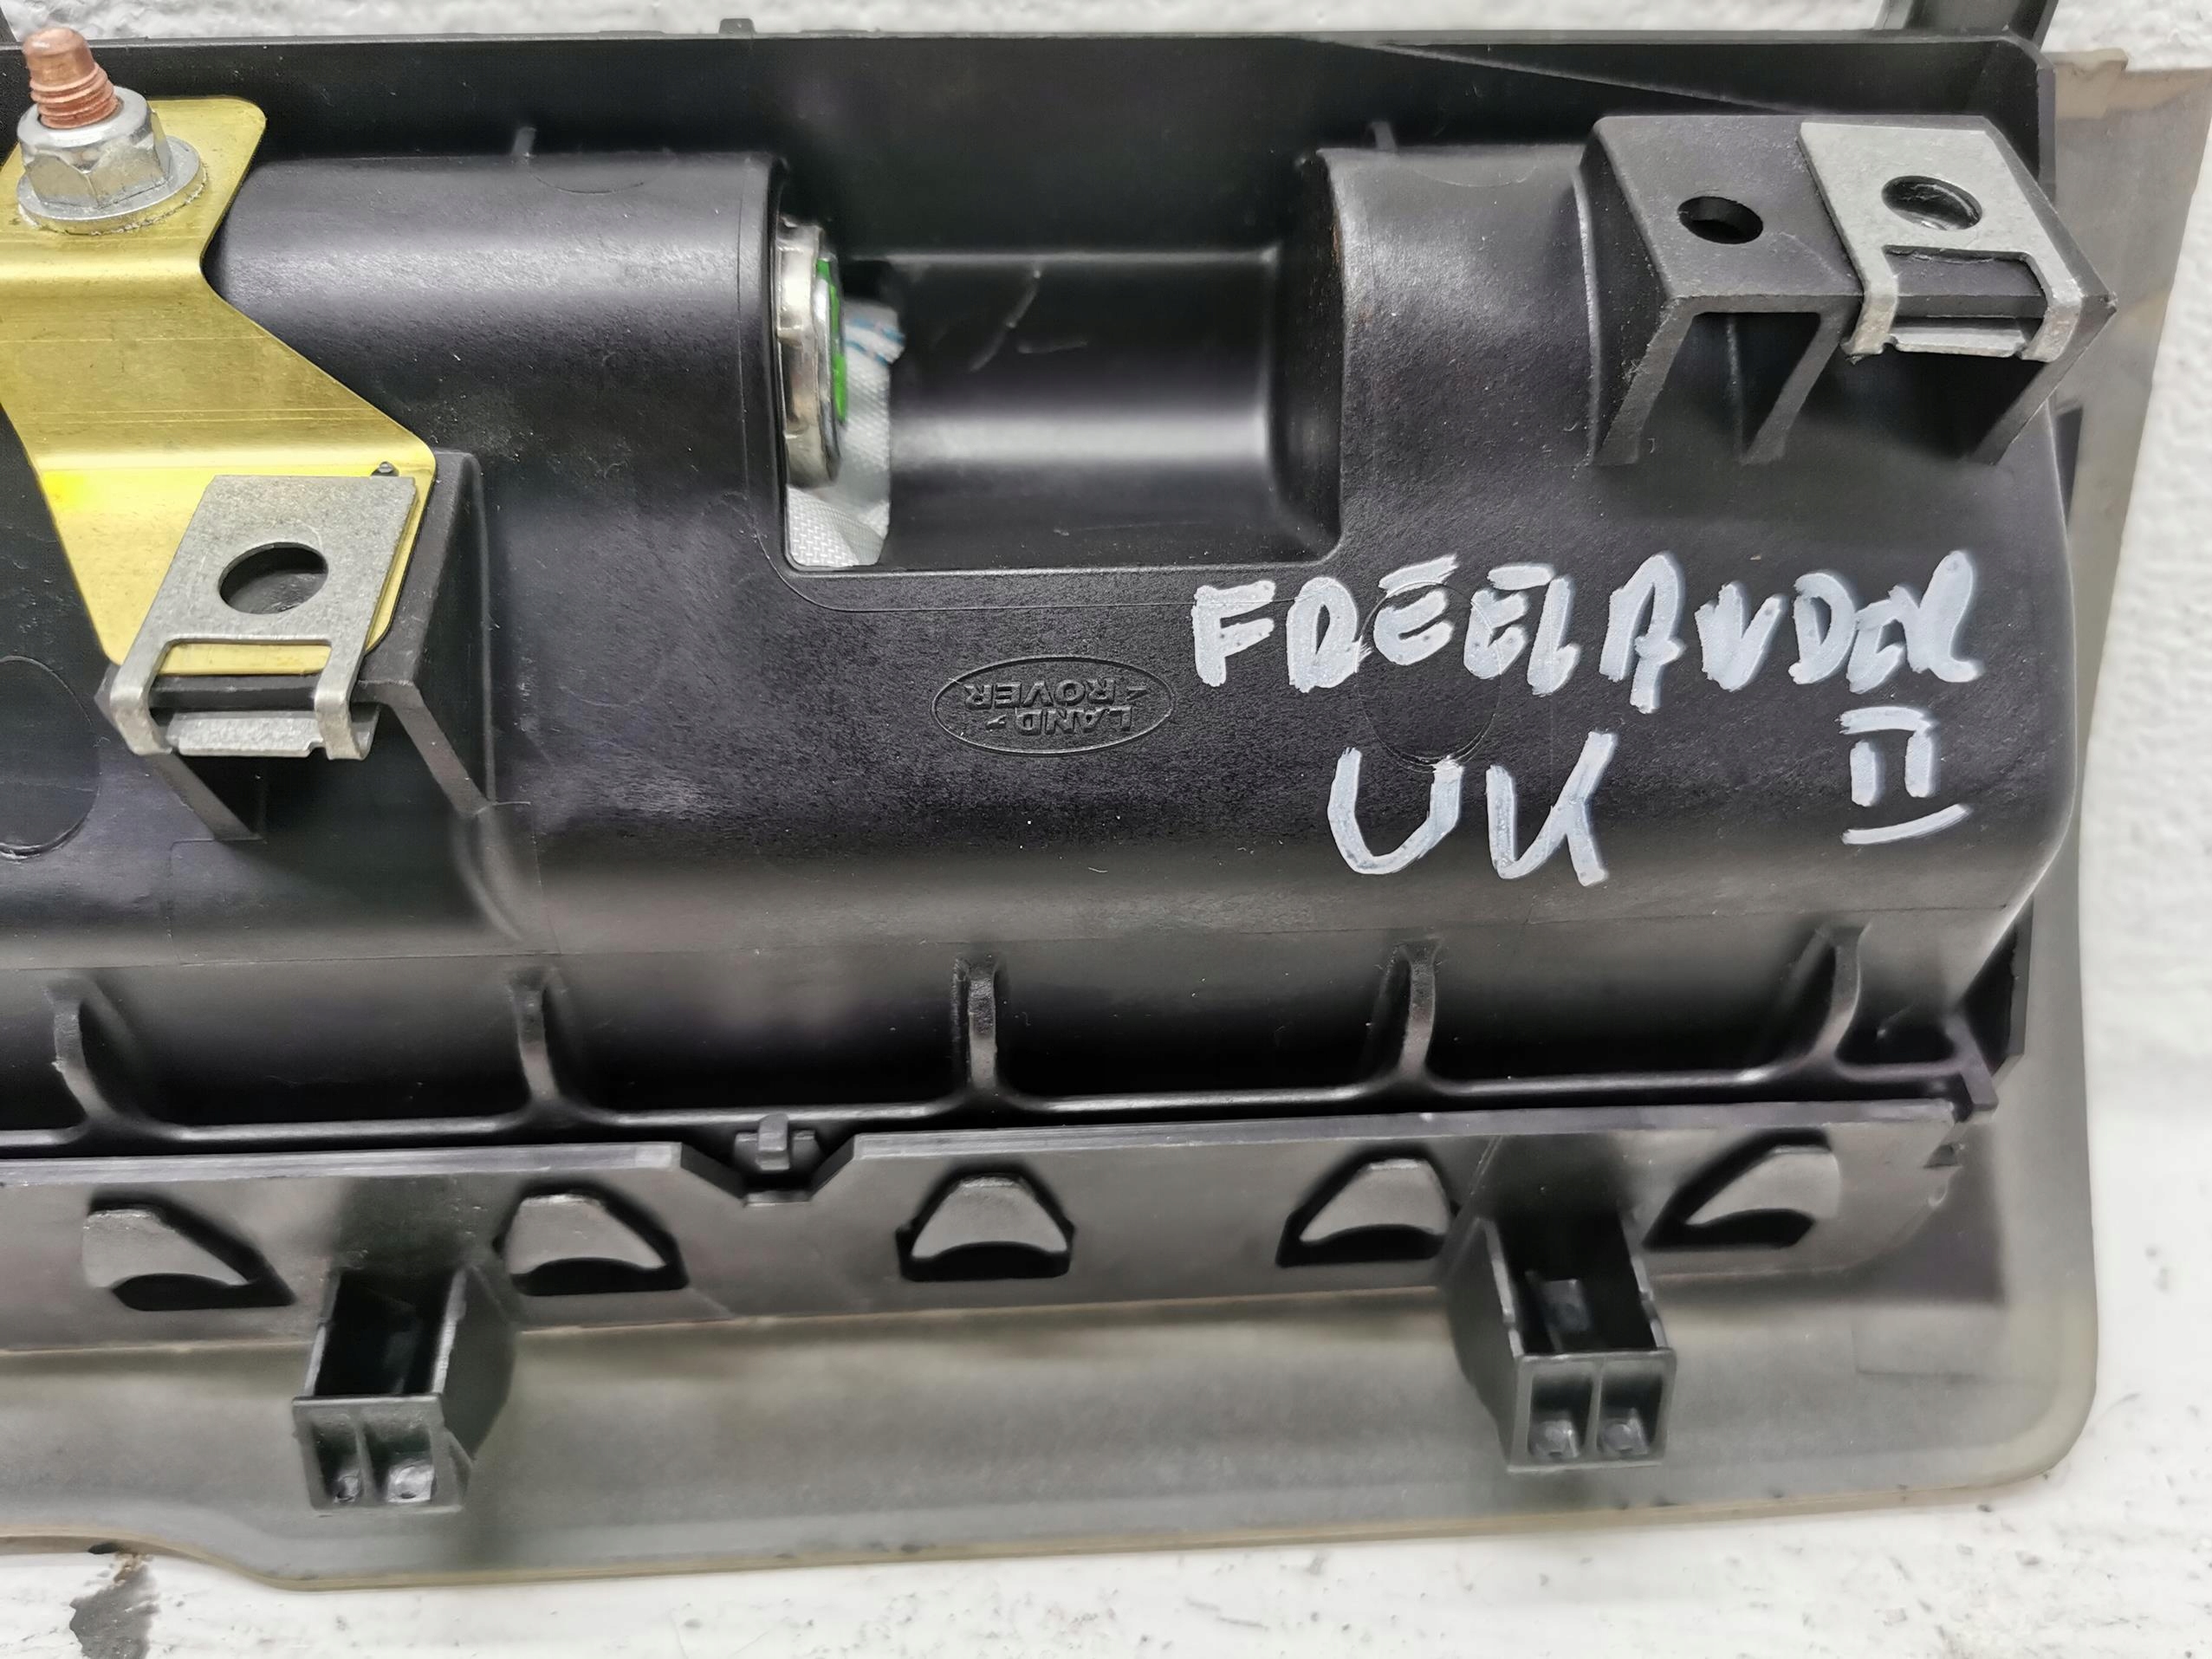 FREELANDER
II
UK
LAND-
-ROVER